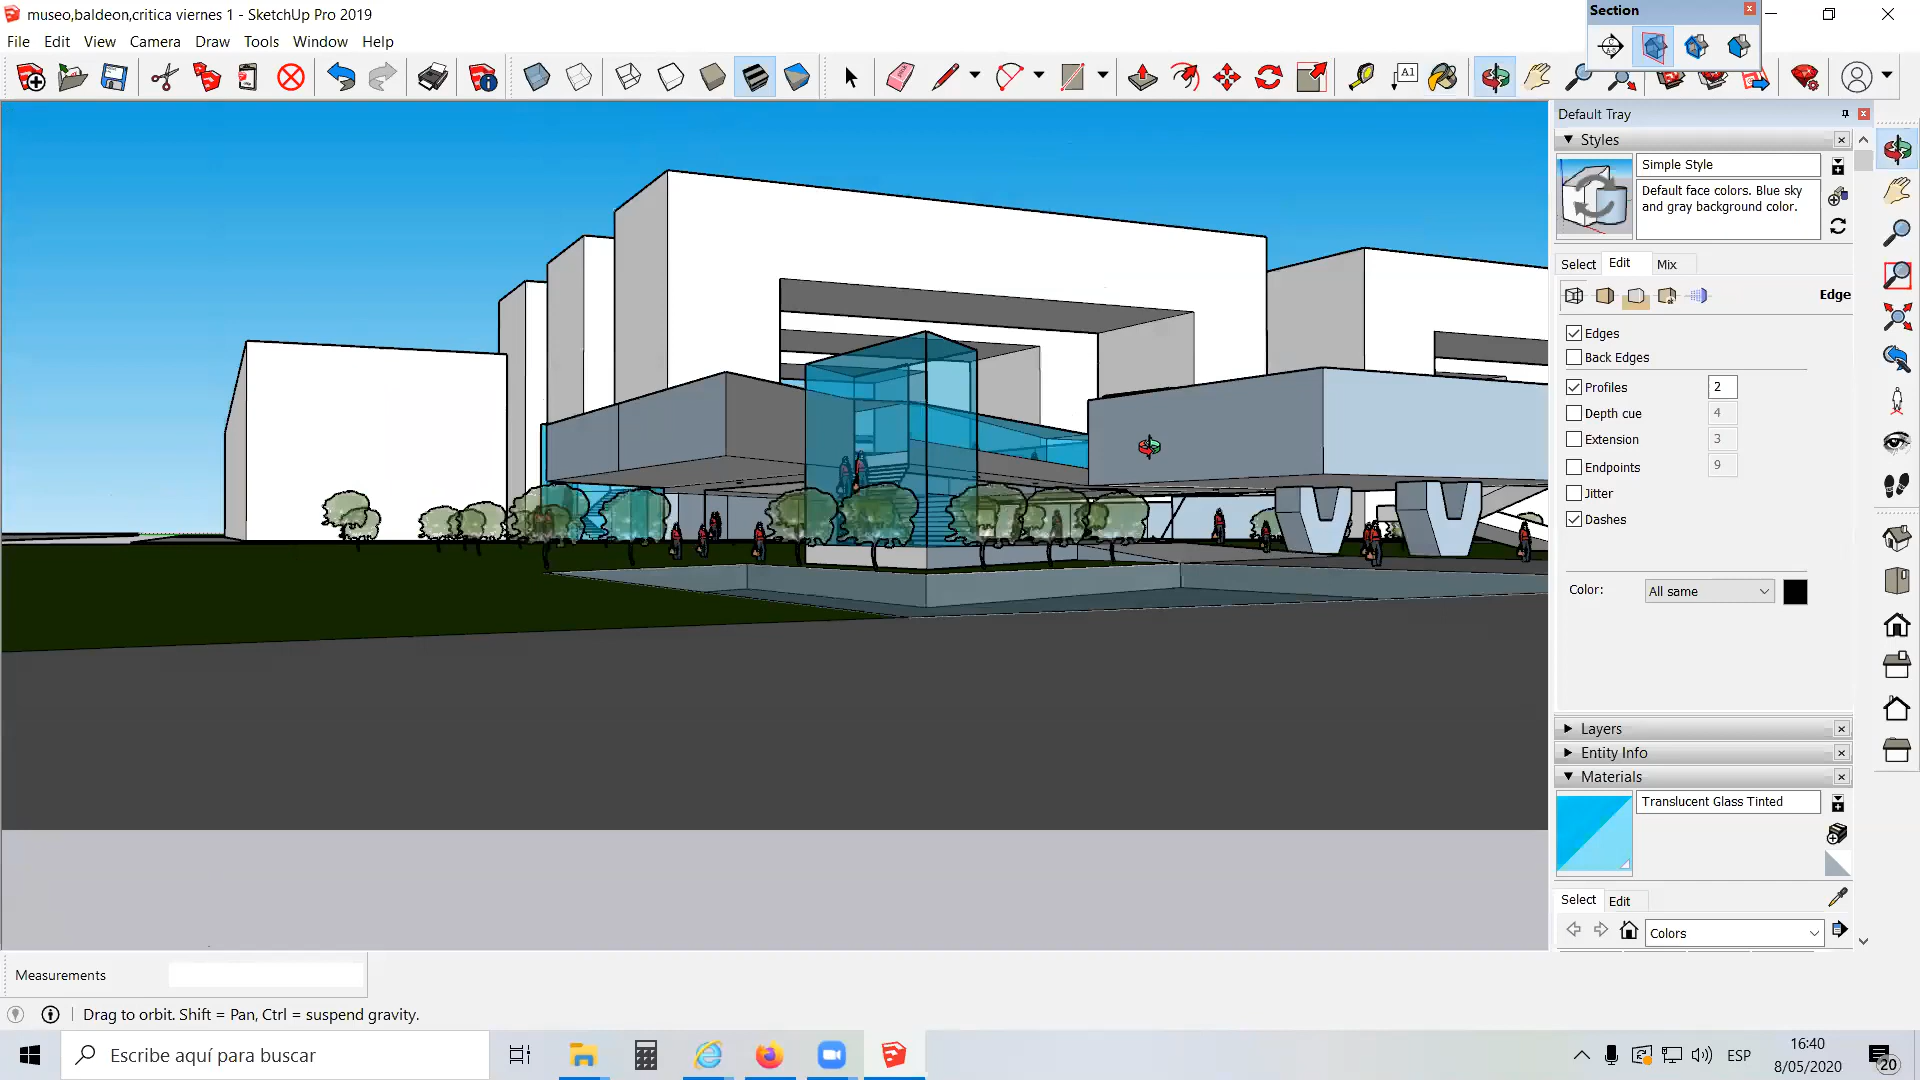 museo,baldeon,critica viernes 1 - SketchUp Pro 2019
Section
File Edit View Camera Draw Tools Window Help
A1
Default Tray
Styles
Simple Style
Default face colors. Blue sky
and gray background color.
Select Edit Mix
Edge
Edges
Back Edges
Profiles 2
Depth cue 4
Extension 3
Endpoints 9
Jitter
Dashes
Color: All same
Layers
Entity Info
Materials
Translucent Glass Tinted
Select Edit
Colors
Measurements
Drag to orbit. Shift = Pan, Ctrl = suspend gravity.
Escribe aquí para buscar
ESP
16:40
8/05/2020
20